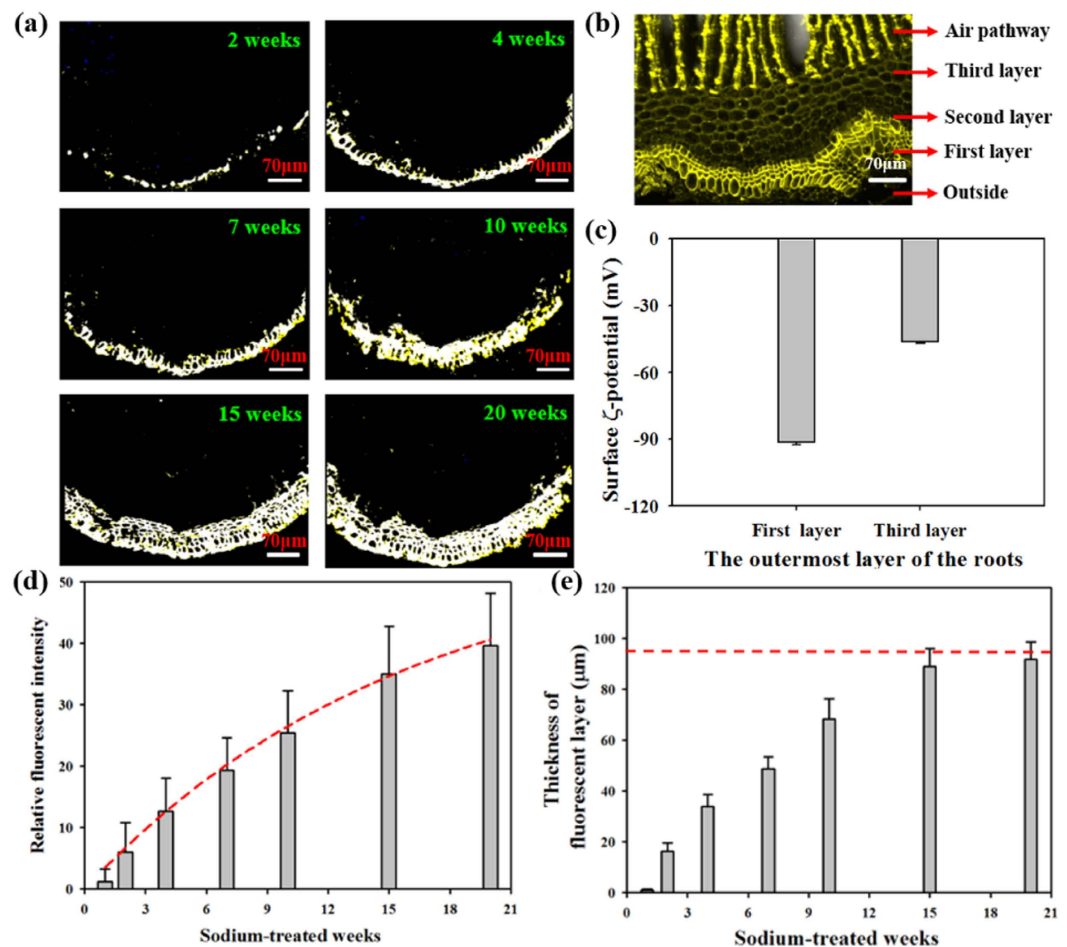 (a)
2 weeks
70μm
4 weeks
70μm
7 weeks
70μm
10 weeks
70μm
15 weeks
70μm
20 weeks
70μm
(b)
Air pathway
Third layer
Second layer
First layer
Outside
70μm
(c)
Surface ζ-potential (mV)
0
-30
-60
-90
-120
First layer
Third layer
The outermost layer of the roots
(d)
Relative fluorescent intensity
50
40
30
20
10
0
0 3 6 9 12 15 18 21
Sodium-treated weeks
(e)
Thickness of
fluorescent layer (μm)
120
100
80
60
40
20
0
0 3 6 9 12 15 18 21
Sodium-treated weeks